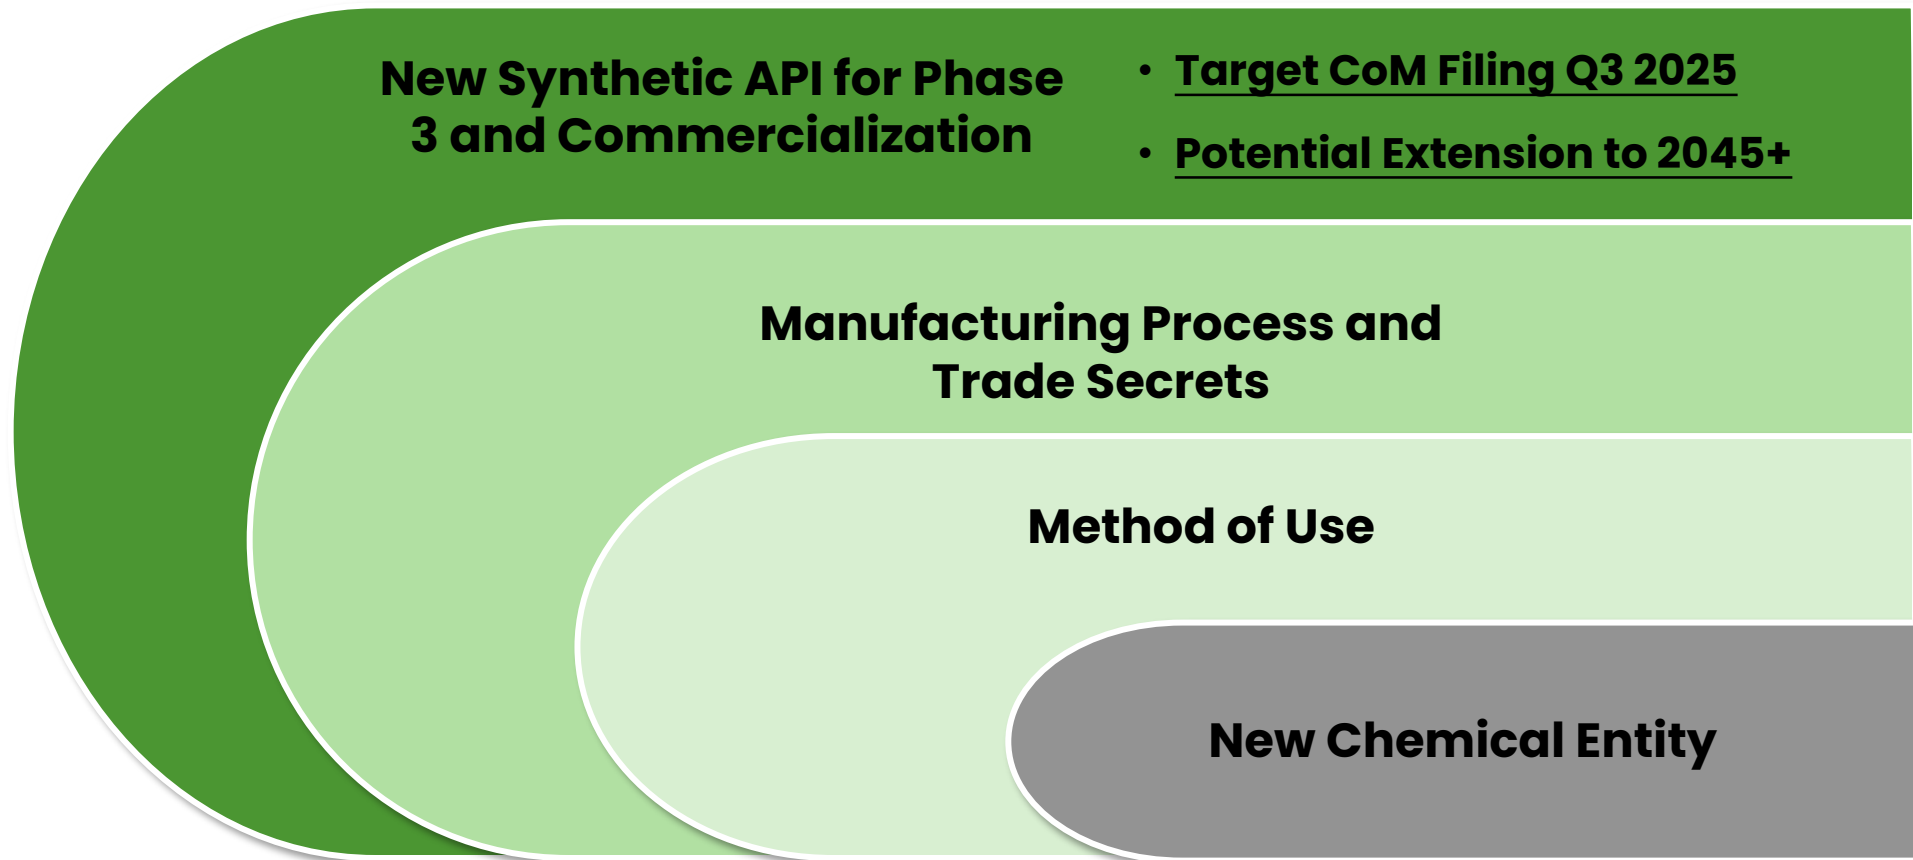 New Synthetic API for Phase
3 and Commercialization
• Target CoM Filing Q3 2025
• Potential Extension to 2045+
Manufacturing Process and
Trade Secrets
Method of Use
New Chemical Entity